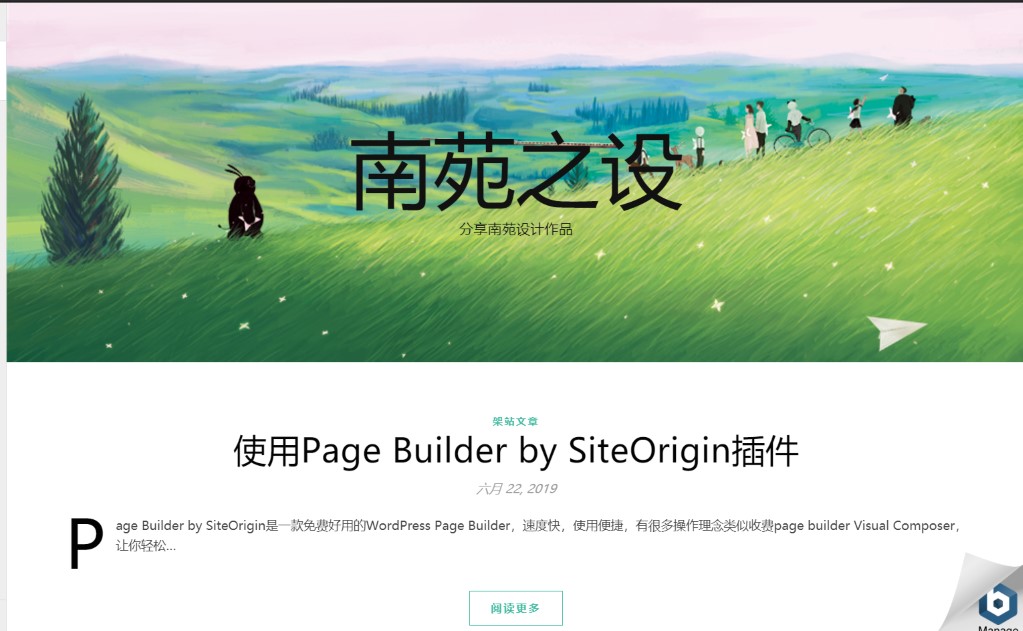 南苑之设
分享南苑设计作品
架站文章
使用Page Builder by SiteOrigin插件
六月 22, 2019
Page Builder by SiteOrigin是一款免费好用的WordPress Page Builder，速度快，使用便捷，有很多操作理念类似收费page builder Visual Composer，
让你轻松...
阅读更多
b
Manage